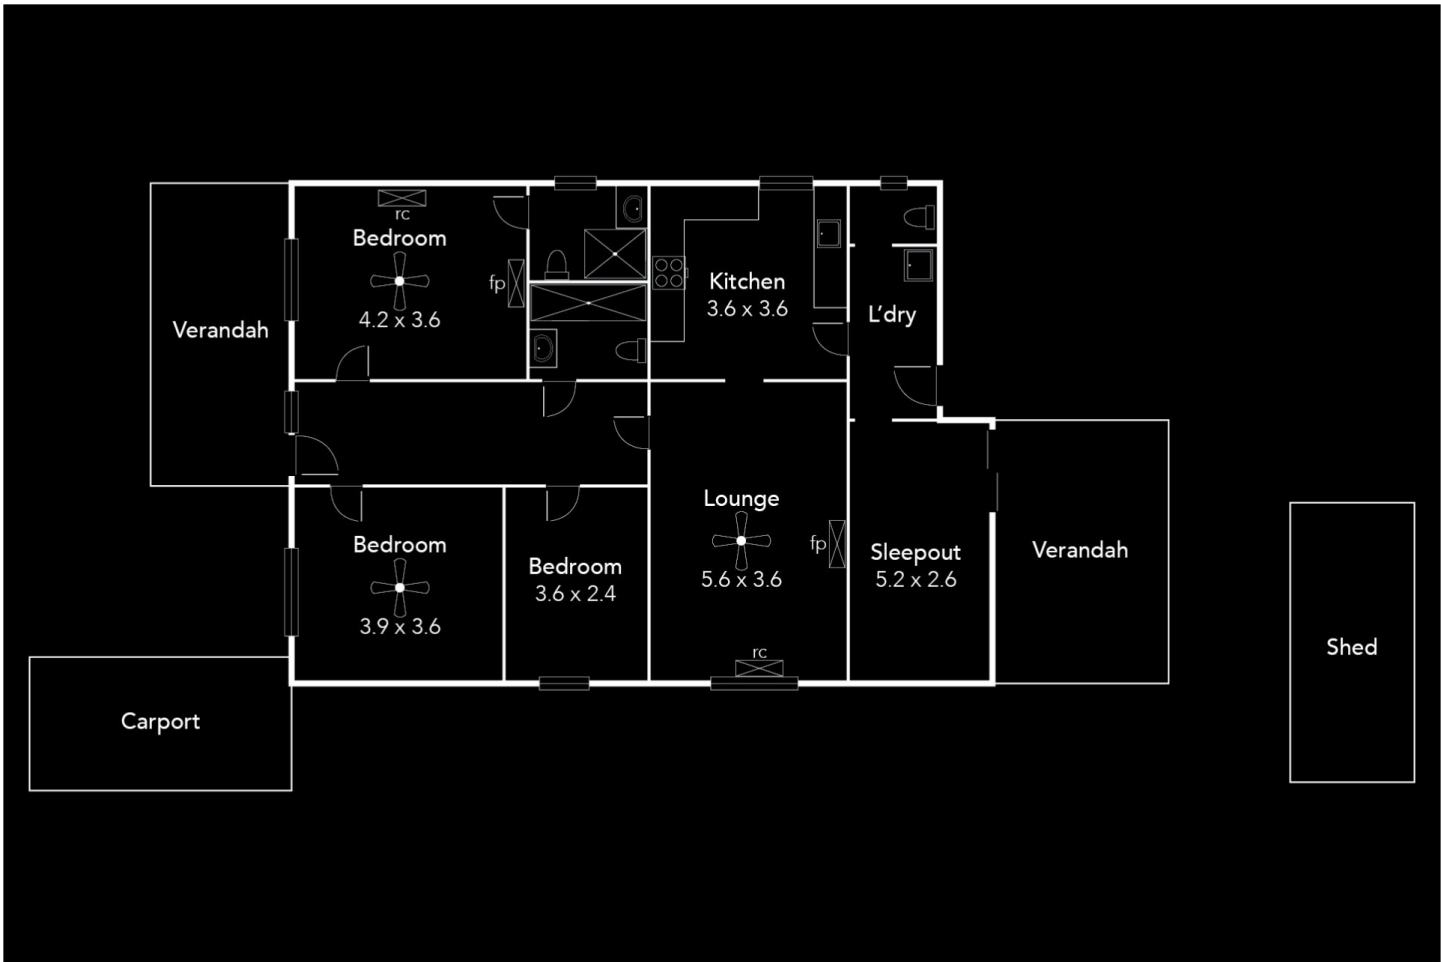 rc
Bedroom
fp
4.2 x 3.6
Verandah
Kitchen
3.6 x 3.6
L’dry
Bedroom
3.9 x 3.6
Bedroom
3.6 x 2.4
Lounge
fp
5.6 x 3.6
rc
Sleepout
5.2 x 2.6
Verandah
Shed
Carport